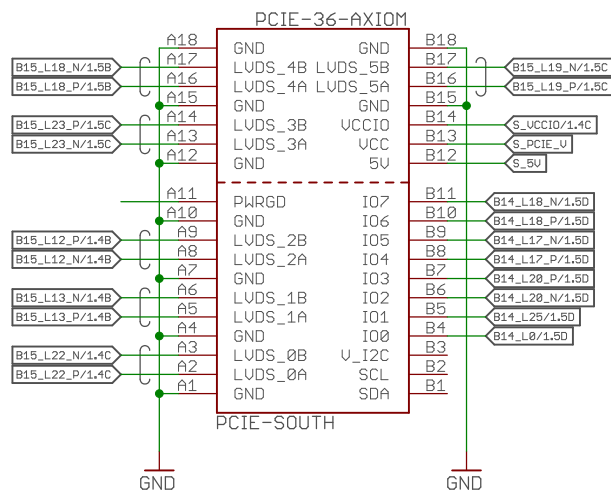 PCIE-36-AXIOM
A18 GND GND B18
B15_L18_N/1.5B A17 LVDS_4B LVDS_5B B17 B15_L19_N/1.5C
B15_L18_P/1.5B A16 LVDS_4A LVDS_5A B16 B15_L19_P/1.5C
A15 GND GND B15
B15_L23_P/1.5C A14 LVDS_3B VCCIO B14 S_VCCIO/1.4C
B15_L23_N/1.5C A13 LVDS_3A VCC B13 S_PCIE_V
A12 GND 5V B12 S_5V
A11 PWRGD IO7 B11 B14_L18_N/1.5D
A10 GND IO6 B10 B14_L18_P/1.5D
B15_L12_P/1.4B A9 LVDS_2B IO5 B9 B14_L17_N/1.5D
B15_L12_N/1.4B A8 LVDS_2A IO4 B8 B14_L17_P/1.5D
A7 GND IO3 B7 B14_L20_P/1.5D
B15_L13_N/1.4B A6 LVDS_1B IO2 B6 B14_L20_N/1.5D
B15_L13_P/1.4B A5 LVDS_1A IO1 B5 B14_L25/1.5D
A4 GND IO0 B4 B14_L0/1.5D
B15_L22_N/1.4C A3 LVDS_0B V_I2C B3
B15_L22_P/1.4C A2 LVDS_0A SCL B2
A1 GND SDA B1
PCIE-SOUTH
GND GND